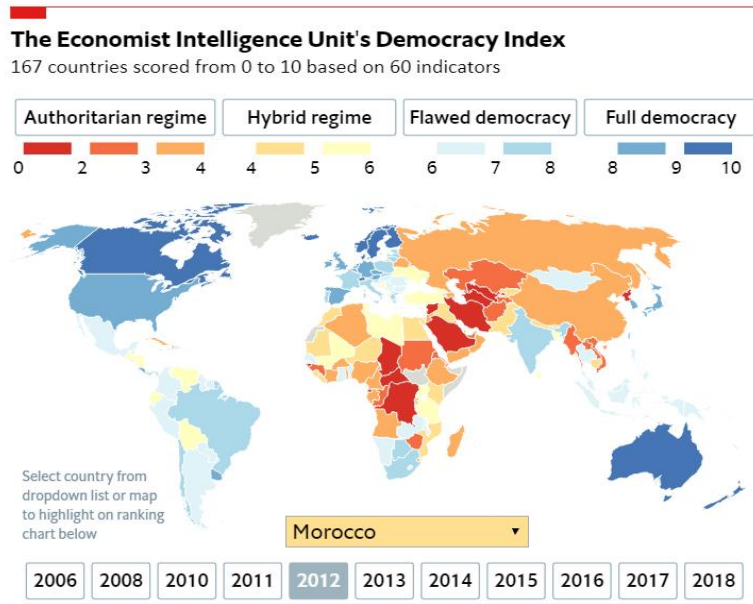 The Economist Intelligence Unit's Democracy Index
167 countries scored from 0 to 10 based on 60 indicators
Authoritarian regime Hybrid regime Flawed democracy Full democracy
0 2 3 4 4 5 6 6 7 8 8 9 10
Select country from
dropdown list or map
to highlight on ranking
chart below
Morocco
2006 2008 2010 2011 2012 2013 2014 2015 2016 2017 2018